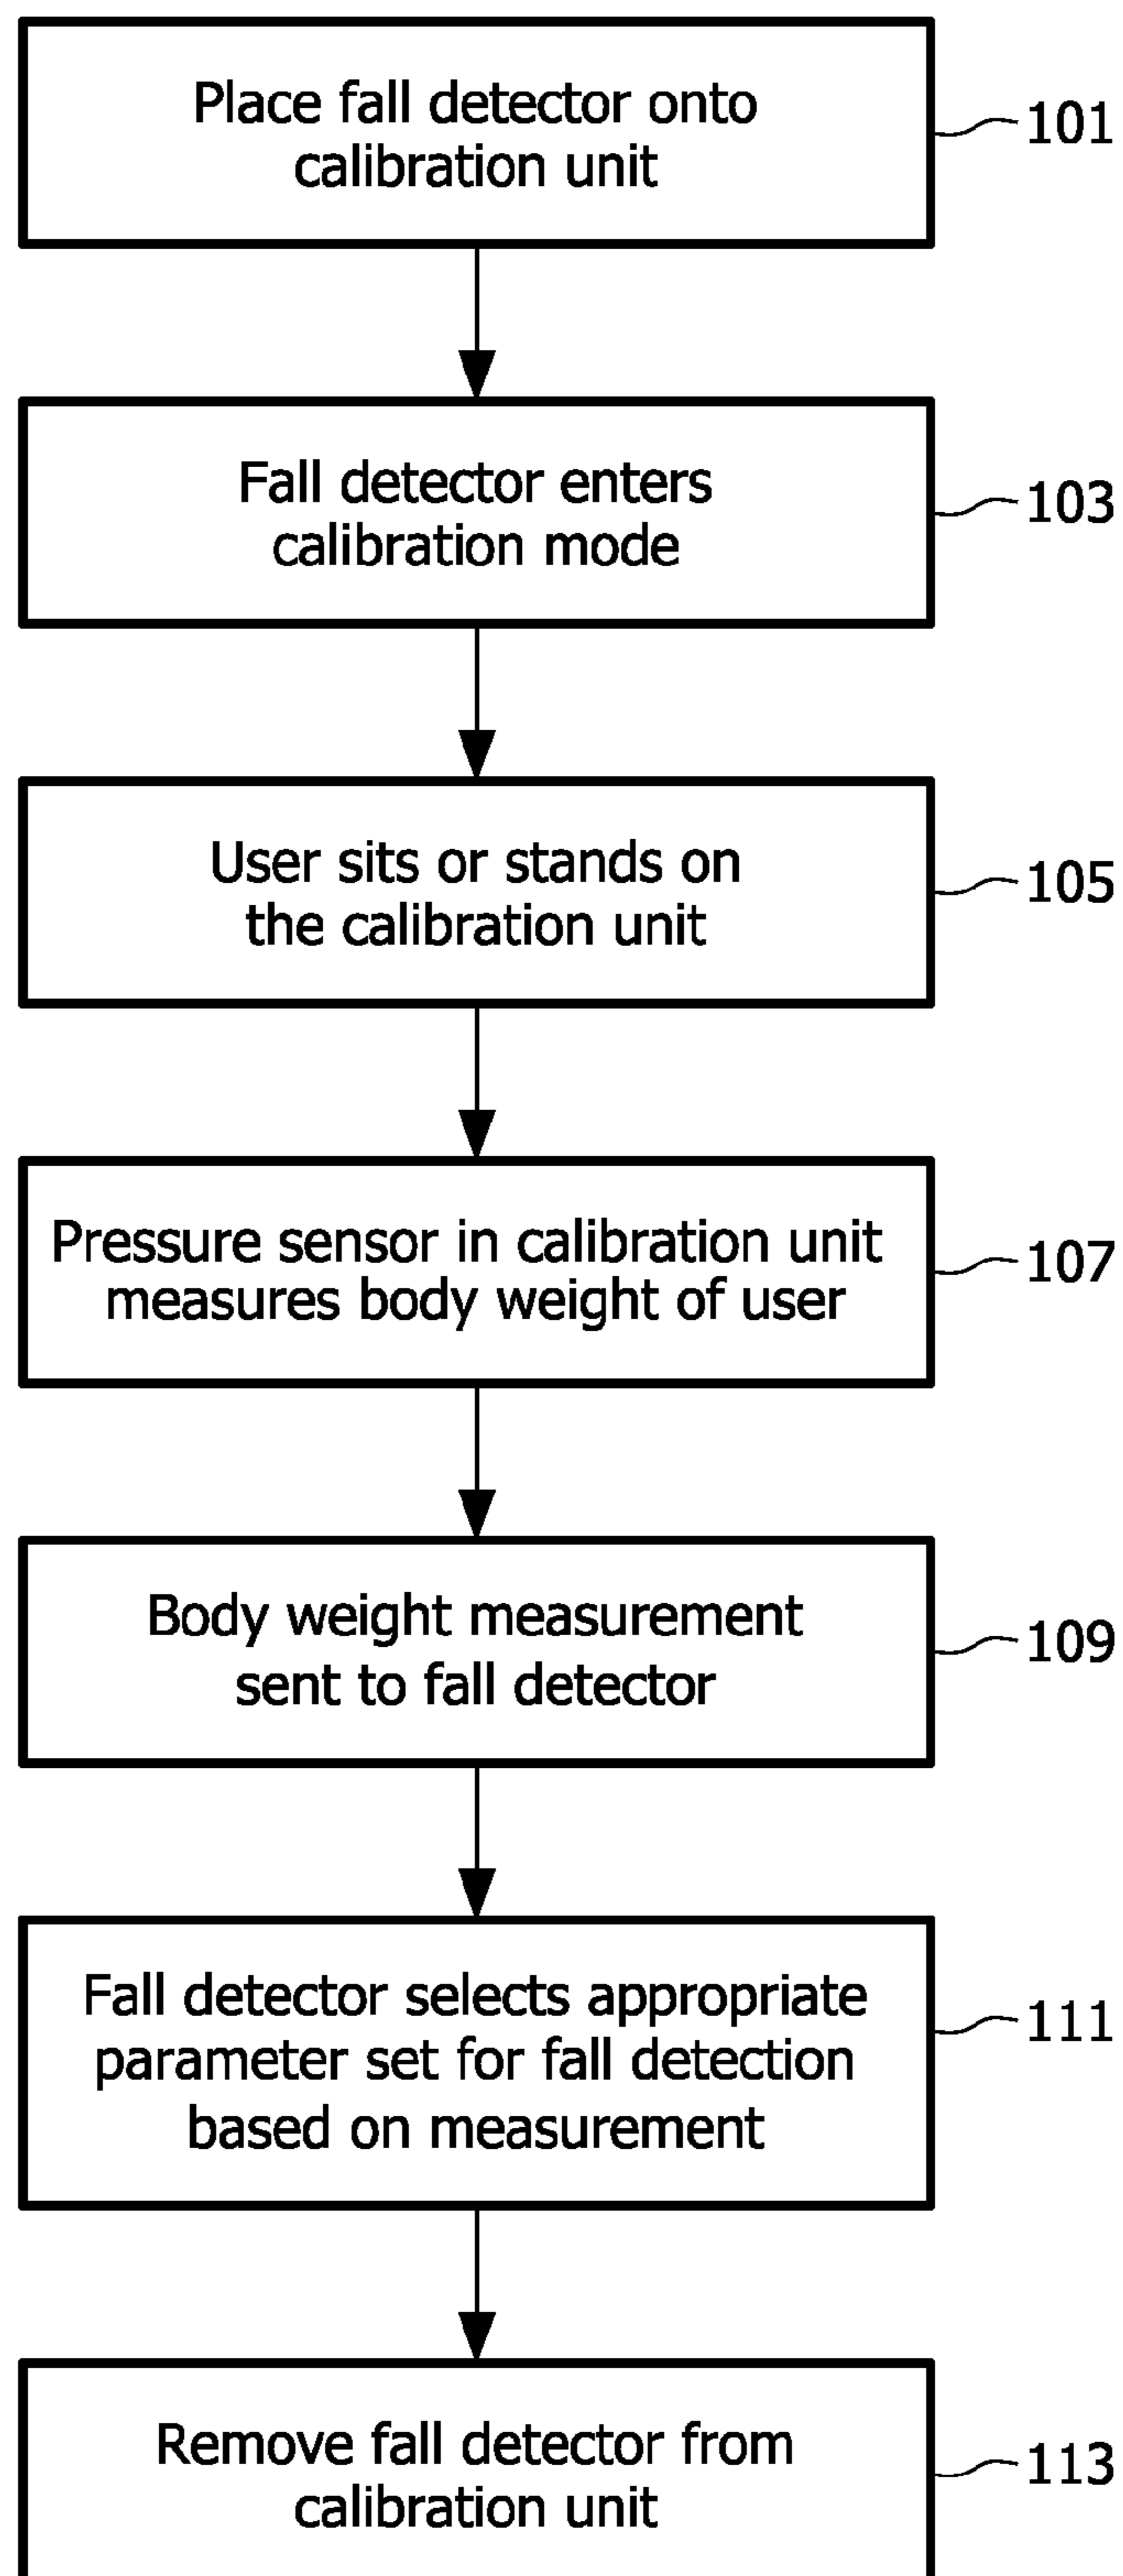 Place fall detector onto
calibration unit
101
Fall detector enters
calibration mode
103
User sits or stands on
the calibration unit
105
Pressure sensor in calibration unit
measures body weight of user
107
Body weight measurement
sent to fall detector
109
Fall detector selects appropriate
parameter set for fall detection
based on measurement
111
Remove fall detector from
calibration unit
113